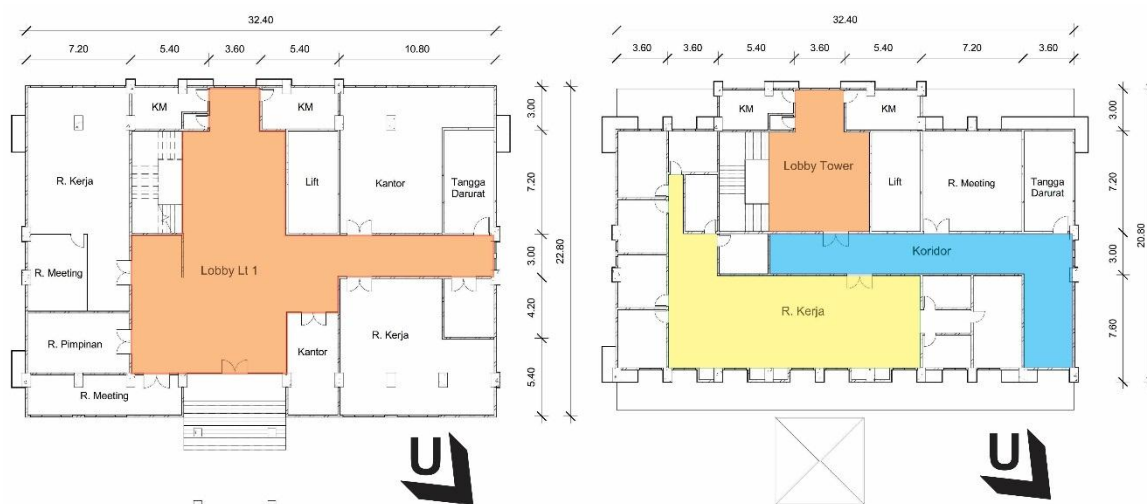 32.40
7.20 5.40 3.60 5.40 10.80
KM KM
R. Kerja
Lift
Kantor
Tangga
Darurat
R. Meeting
Lobby Lt 1
R. Pimpinan
R. Kerja
Kantor
R. Meeting
3.00
7.20
3.00
4.20
5.40
22.80
U
32.40
3.60 3.60 5.40 3.60 5.40 7.20 3.60
KM KM
Lobby Tower
Lift
R. Meeting
Tangga
Darurat
Koridor
R. Kerja
3.00
7.20
3.00
7.60
20.80
U